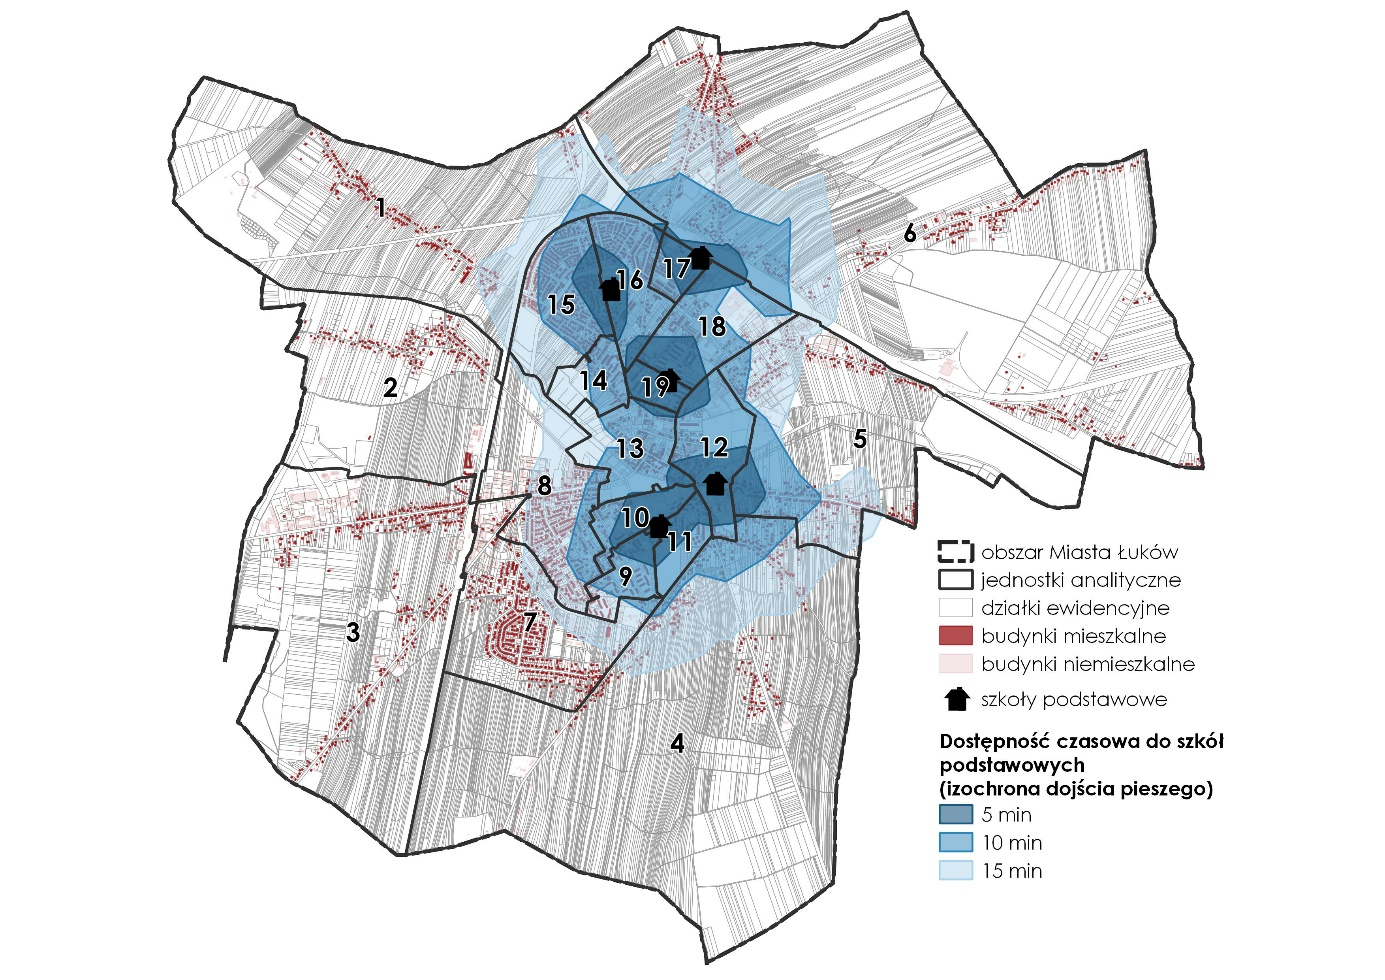 1
6
17
16
15
18
14
19
2
13
12
5
8
10
11
9
7
3
4
obszar Miasta Łuków
jednostki analityczne
działki ewidencyjne
budynki mieszkalne
budynki niemieszkalne
szkoły podstawowe
Dostępność czasowa do szkół
podstawowych
(izochrona dojścia pieszego)
5 min
10 min
15 min